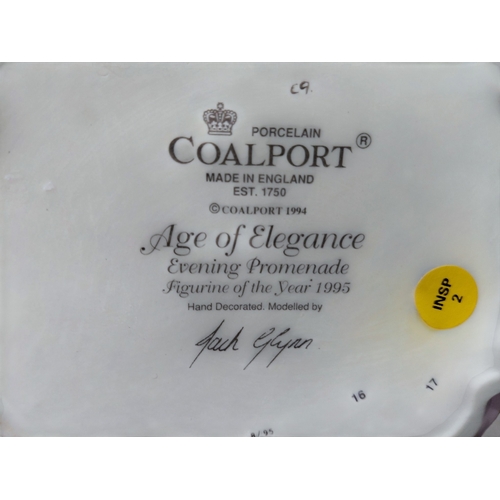 C9.
PORCELAIN
COALPORT®
MADE IN ENGLAND
EST. 1750
© COALPORT 1994
Age of Elegance
Evening Promenade
Figurine of the Year 1995
Hand Decorated. Modelled by
Jack Glynn.
INSP
2
17
16